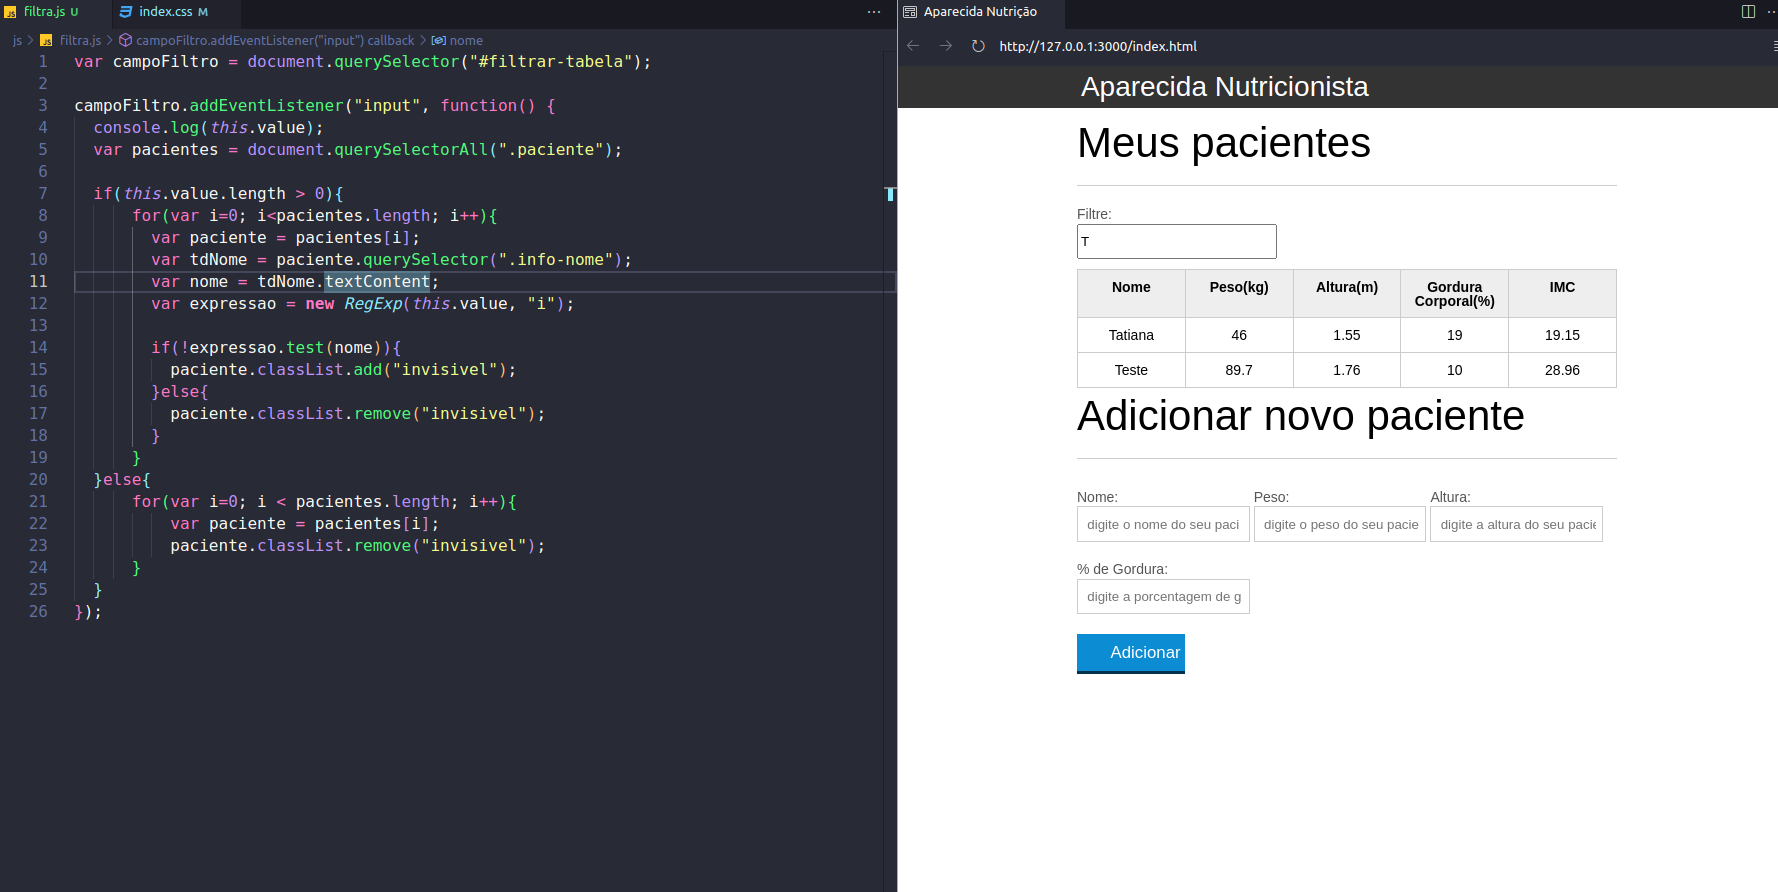 filtra.js U
index.css M
js > filtra.js > campoFiltro.addEventListener("input") callback > nome
1 var campoFiltro = document.querySelector("#filtrar-tabela");
2
3 campoFiltro.addEventListener("input", function() {
4 console.log(this.value);
5 var pacientes = document.querySelectorAll(".paciente");
6
7 if(this.value.length > 0){
8 for(var i=0; i<pacientes.length; i++){
9 var paciente = pacientes[i];
10 var tdNome = paciente.querySelector(".info-nome");
11 var nome = tdNome.textContent;
12 var expressao = new RegExp(this.value, "i");
13
14 if(!expressao.test(nome)){
15 paciente.classList.add("invisivel");
16 }else{
17 paciente.classList.remove("invisivel");
18 }
19 }
20 }else{
21 for(var i=0; i < pacientes.length; i++){
22 var paciente = pacientes[i];
23 paciente.classList.remove("invisivel");
24 }
25 }
26 });
Aparecida Nutrição
http://127.0.0.1:3000/index.html
Aparecida Nutricionista
Meus pacientes
Filtre:
T
Nome Peso(kg) Altura(m) Gordura Corporal(%) IMC
Tatiana 46 1.55 19 19.15
Teste 89.7 1.76 10 28.96
Adicionar novo paciente
Nome: Peso: Altura:
digite o nome do seu paci digite o peso do seu pacie digite a altura do seu pacie
% de Gordura:
digite a porcentagem de g
Adicionar